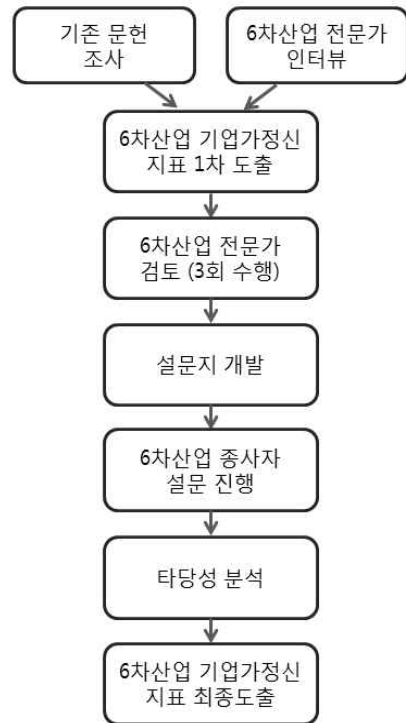 기존 문헌
조사
6차산업 전문가
인터뷰
6차산업 기업가정신
지표 1차 도출
6차산업 전문가
검토 (3회 수행)
설문지 개발
6차산업 종사자
설문 진행
타당성 분석
6차산업 기업가정신
지표 최종도출